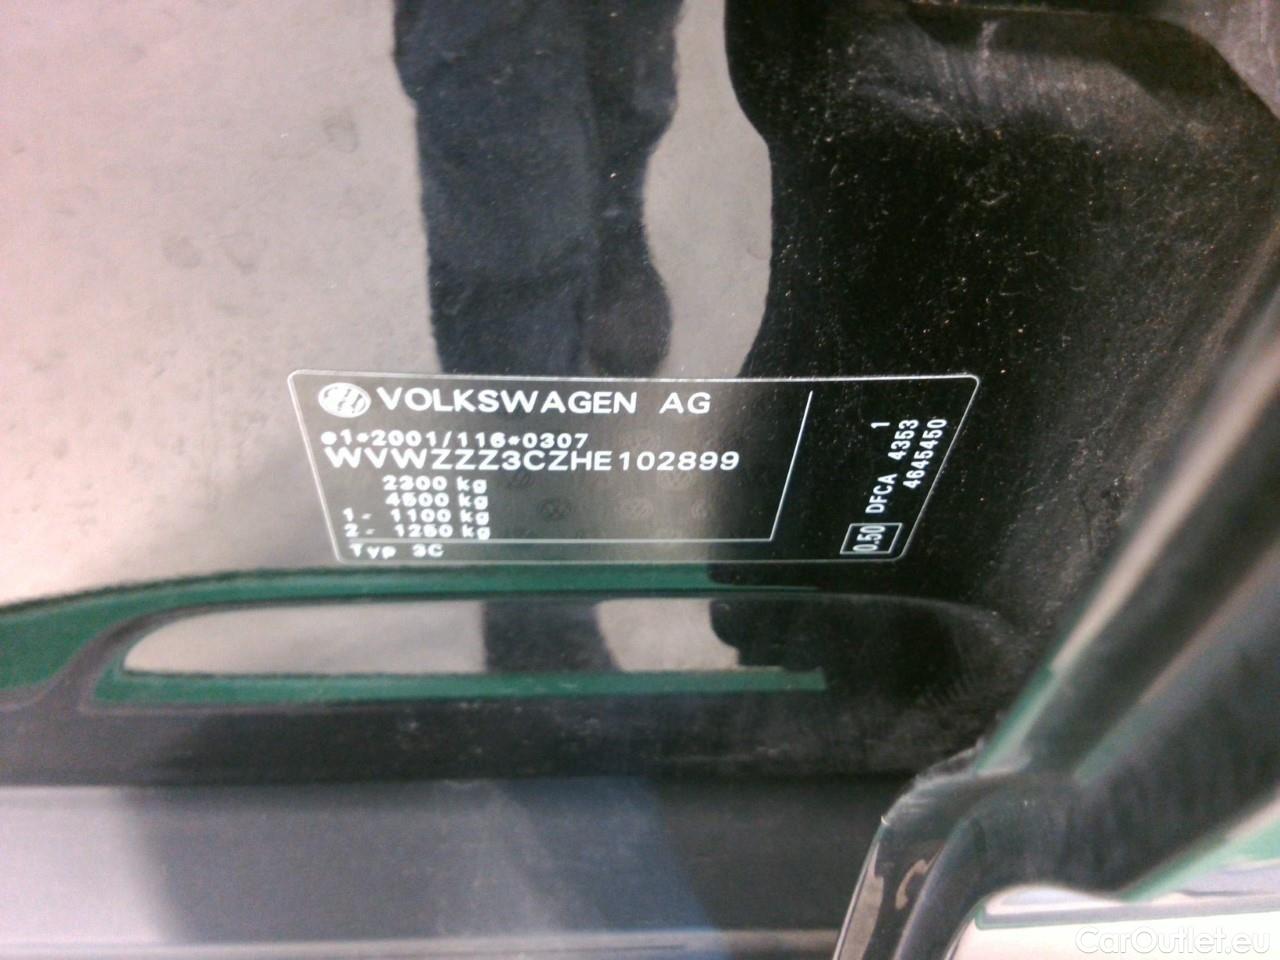 VOLKSWAGEN AG
e1*2001/116*0307
WVWZZZ3CZHE102899
2300 kg
4500 kg
1 - 1100 kg
2 - 1250 kg
Typ 3C
1
DFCA 4353
4645450
0.50
CarOutlet.eu